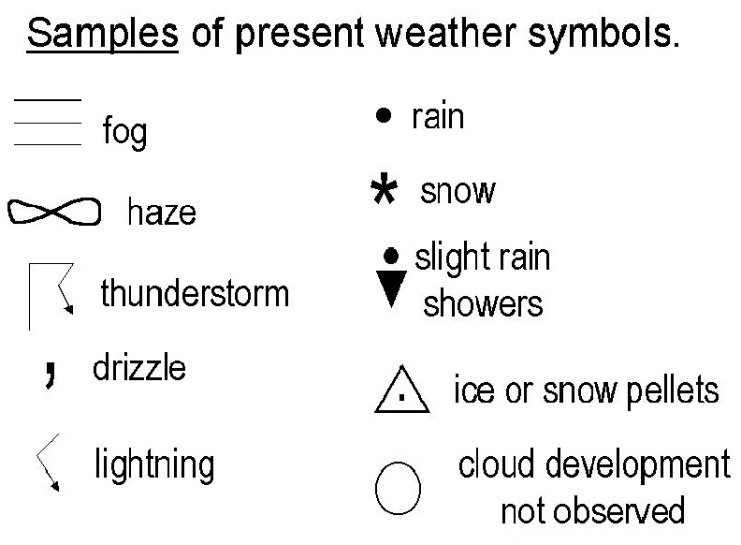 Samples of present weather symbols.
fog
haze
thunderstorm
drizzle
lightning
rain
snow
slight rain
showers
ice or snow pellets
cloud development
not observed